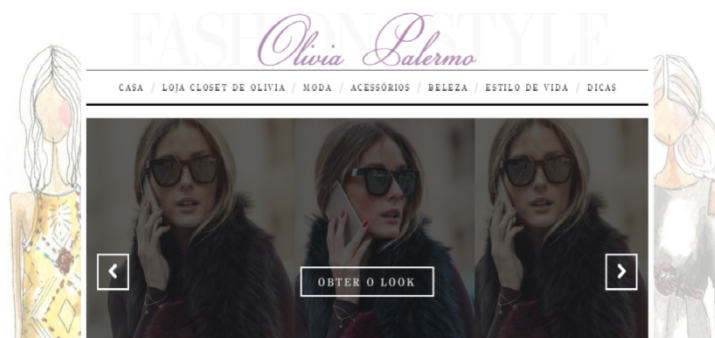 FASHION STYLE
Olivia Palermo
CASA / LOJA CLOSET DE OLIVIA / MODA / ACESSÓRIOS / BELEZA / ESTILO DE VIDA / DICAS
OBTER O LOOK